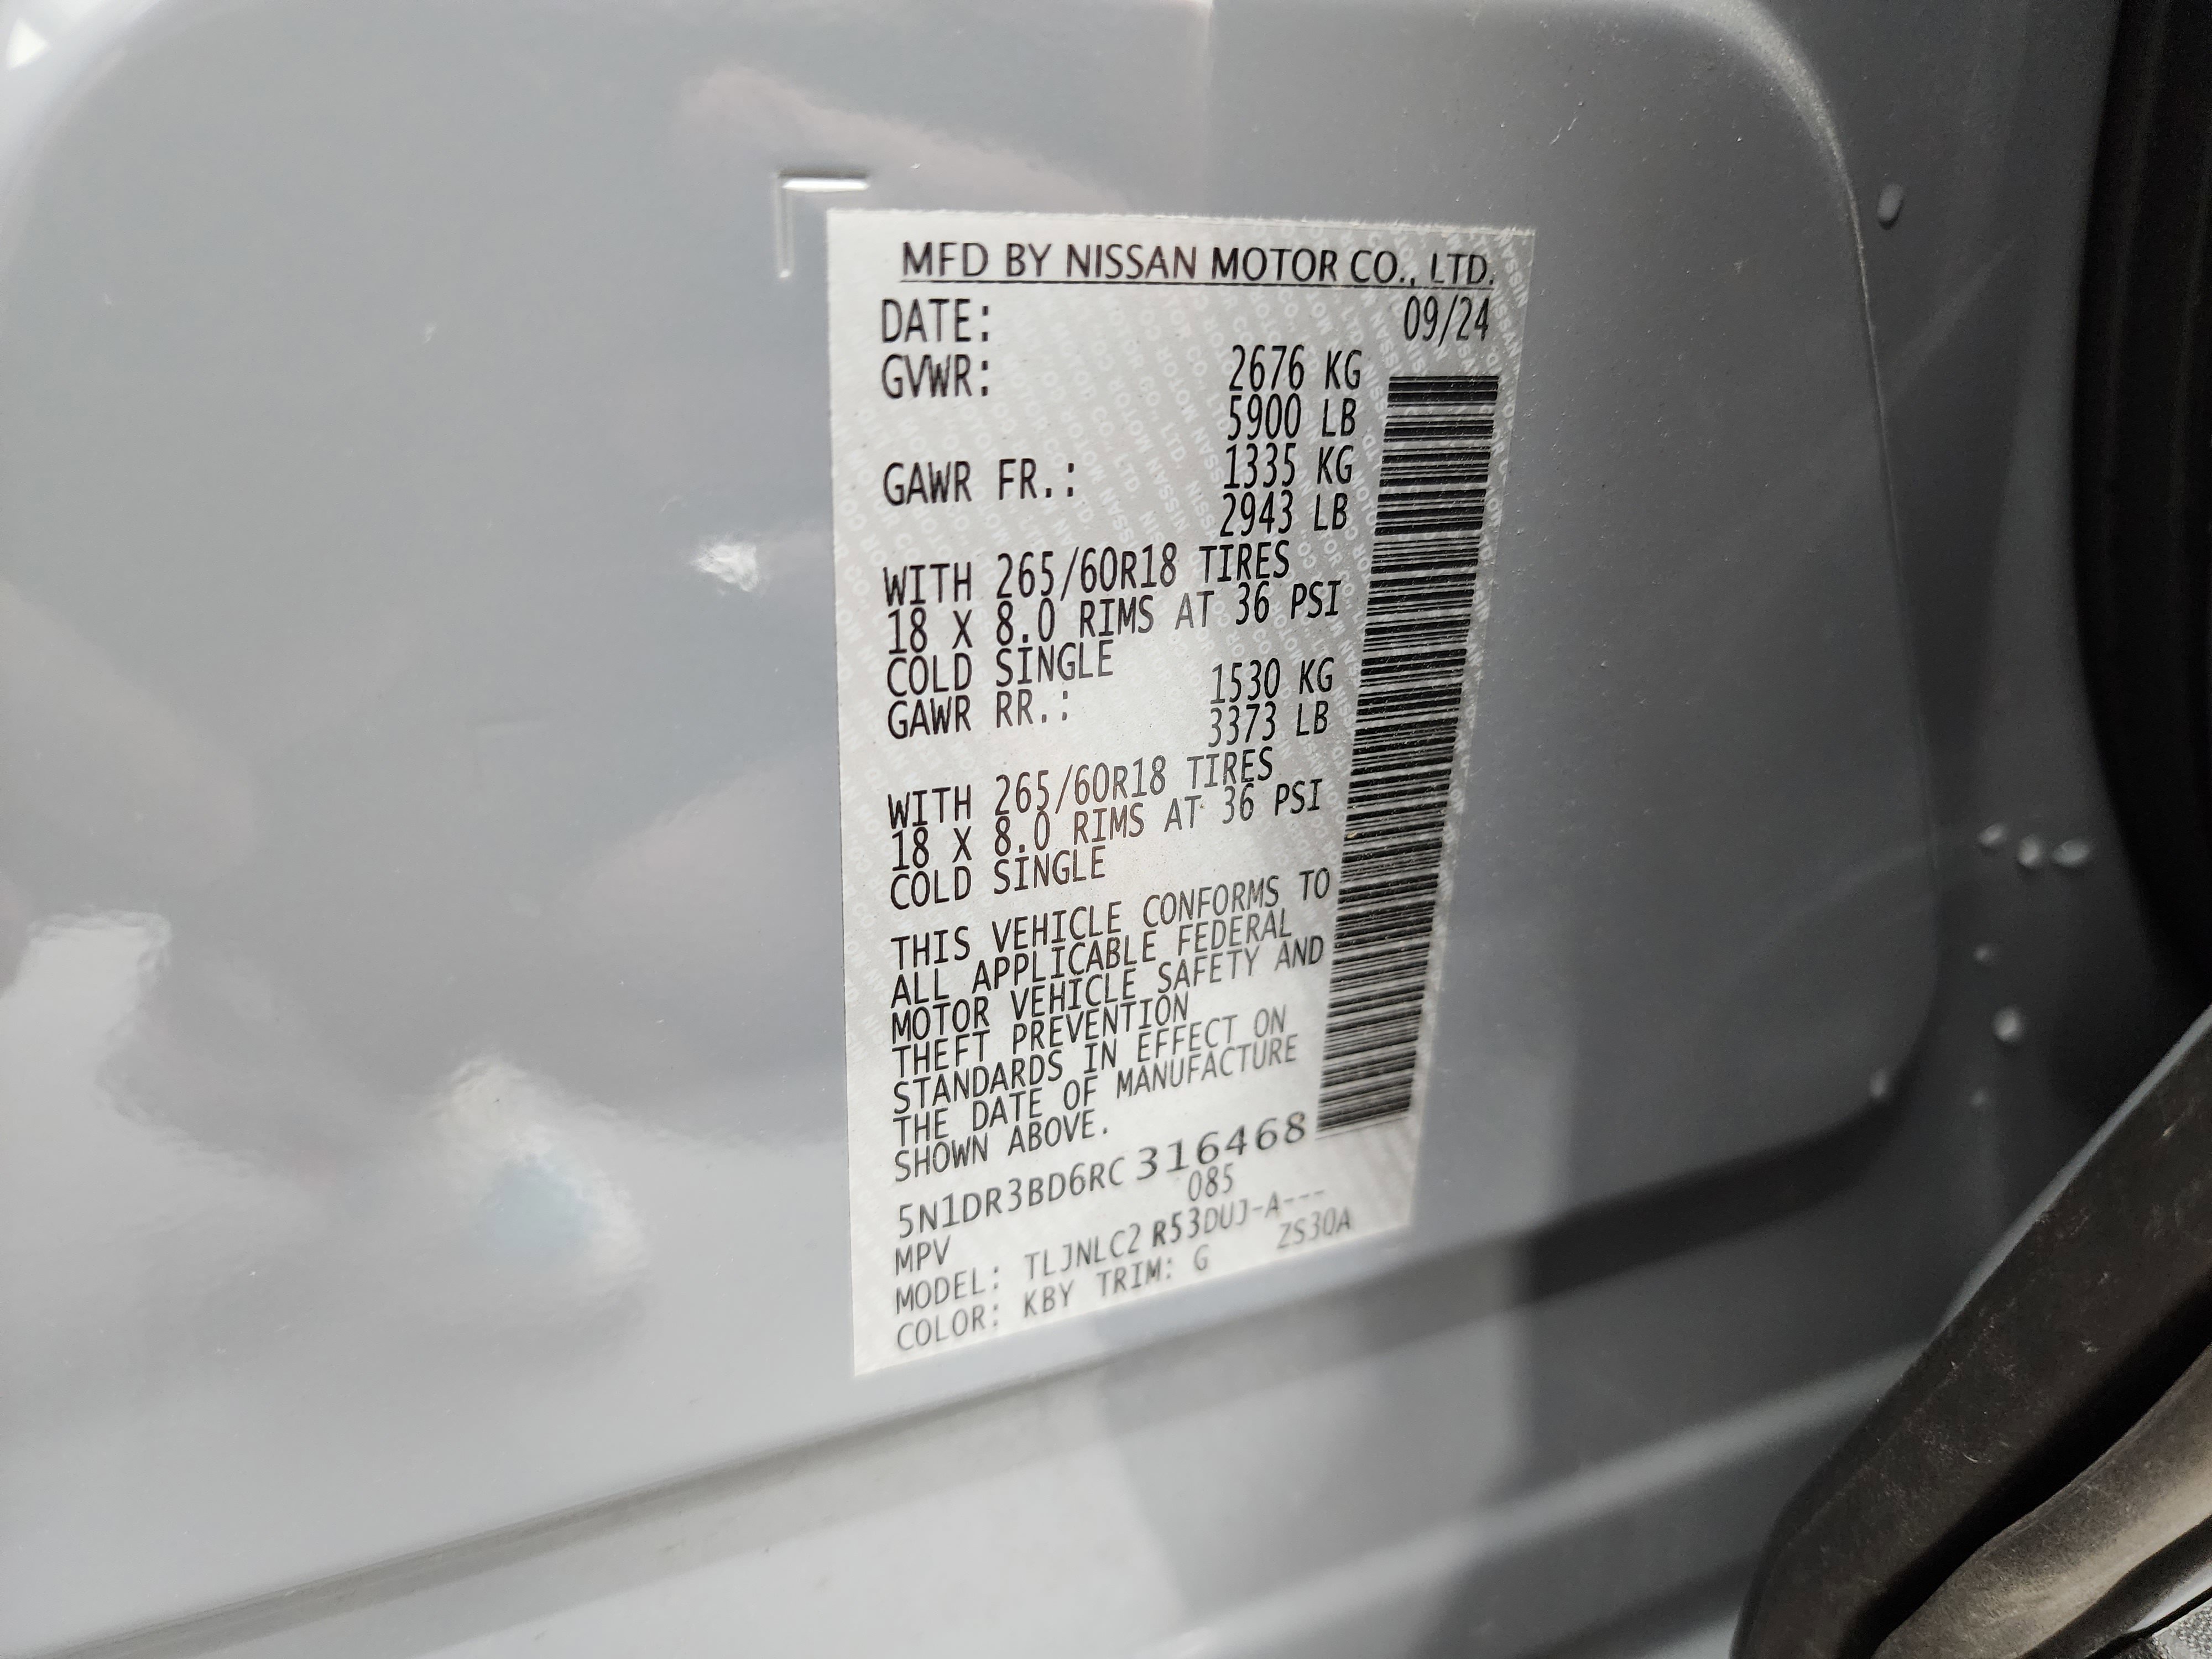 MFD BY NISSAN MOTOR CO., LTD.
DATE: 09/24
GVWR: 2676 KG
5900 LB
GAWR FR.: 1335 KG
2943 LB
WITH 265/60R18 TIRES
18 X 8.0 RIMS AT 36 PSI
COLD SINGLE
GAWR RR.: 1530 KG
3373 LB
WITH 265/60R18 TIRES
18 X 8.0 RIMS AT 36 PSI
COLD SINGLE
THIS VEHICLE CONFORMS TO
ALL APPLICABLE FEDERAL
MOTOR VEHICLE SAFETY AND
THEFT PREVENTION
STANDARDS IN EFFECT ON
THE DATE OF MANUFACTURE
SHOWN ABOVE.
5N1DR3BD6RC316468
MPV 085
MODEL: TLJNLC2 R53DUJ-A---
COLOR: KBY TRIM: G ZS30A